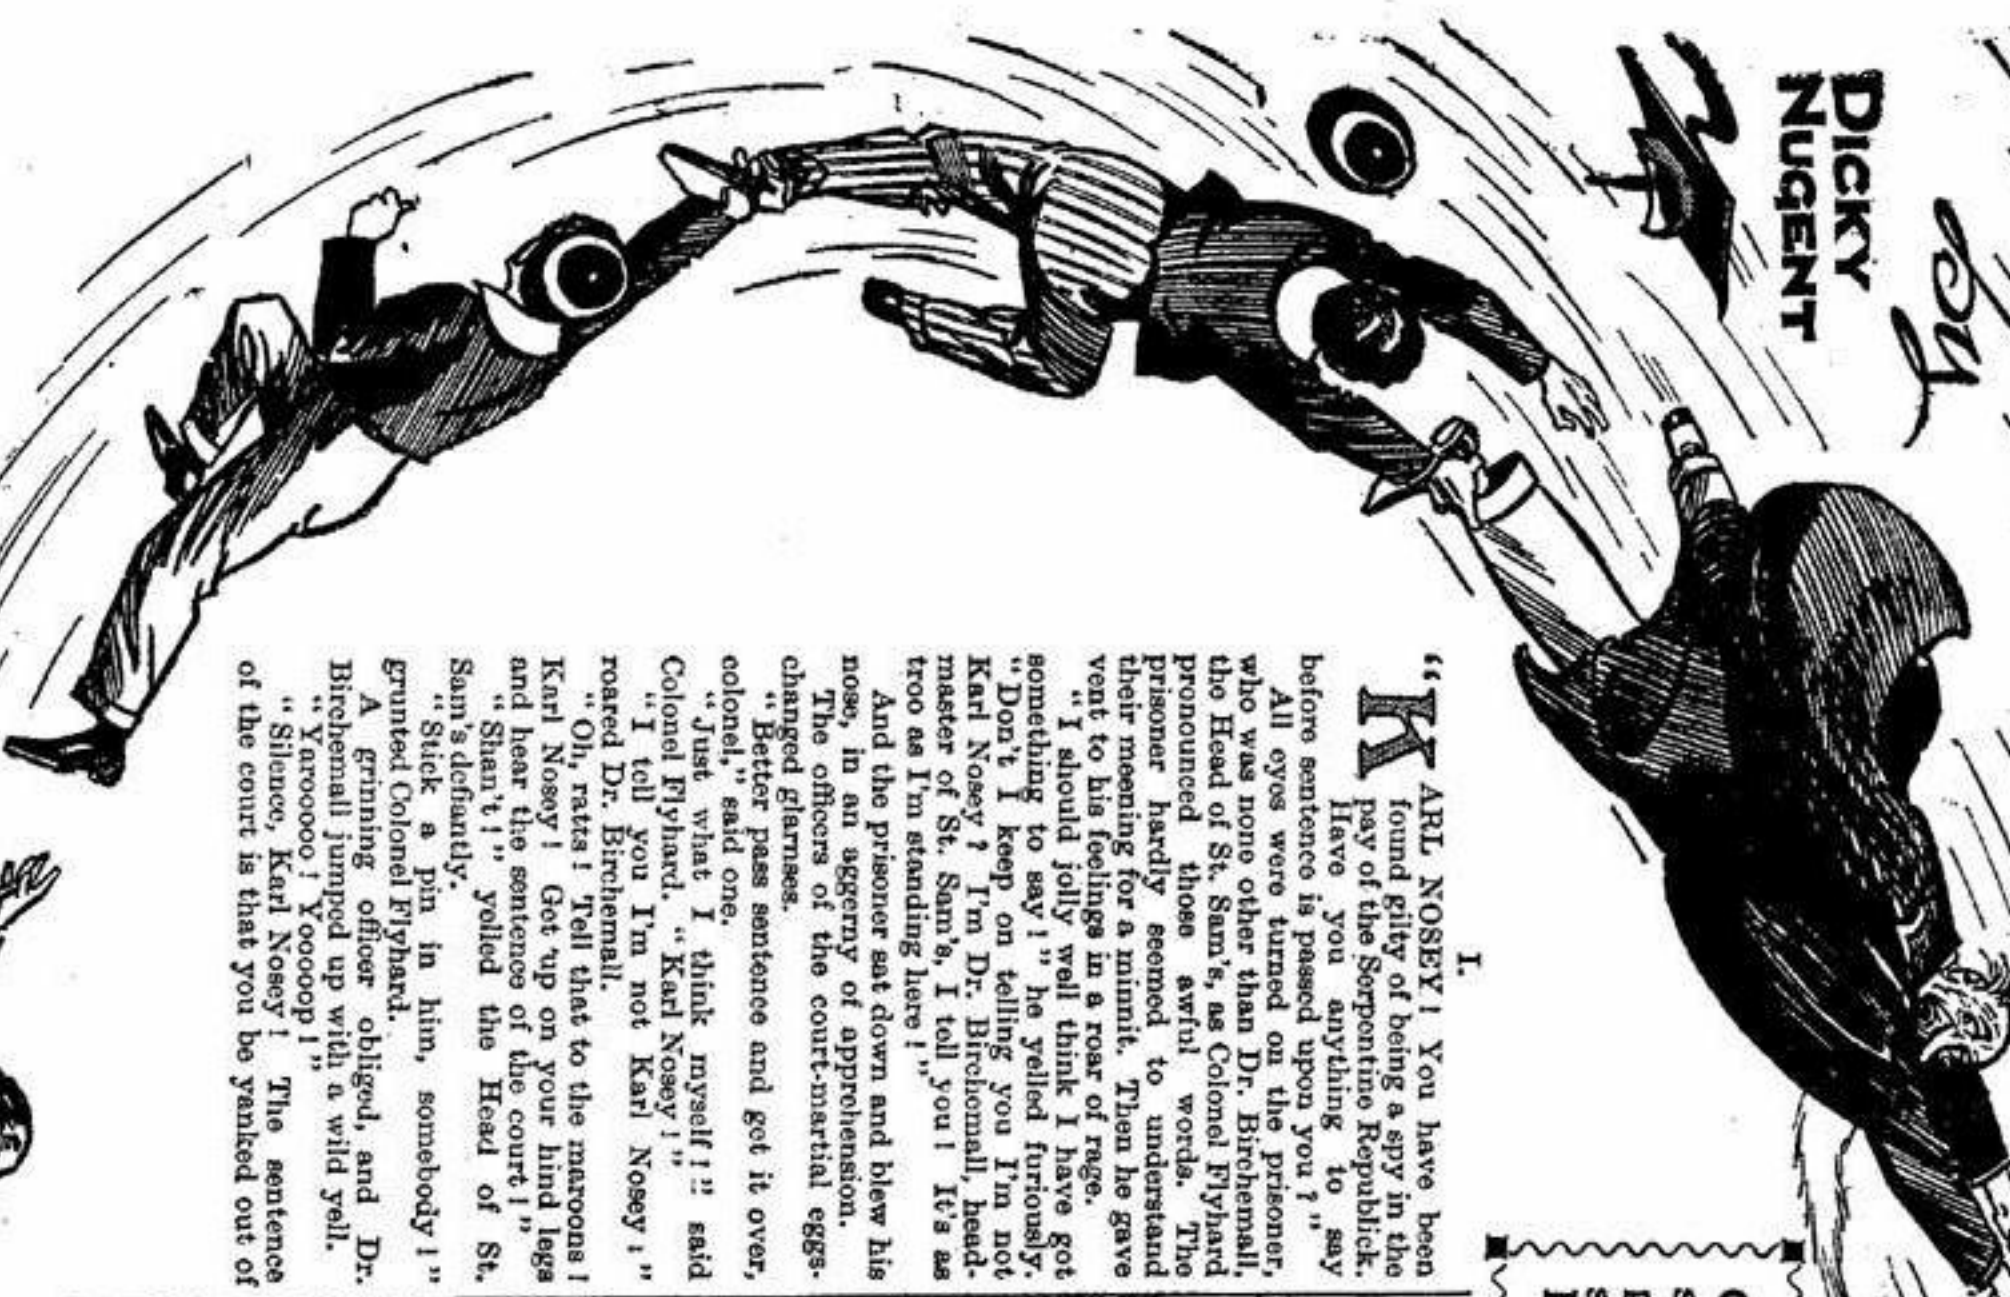 by
DICKY
NUGENT
I.
"KARL NOSEY! You have been
found gilty of being a spy in the
pay of the Serpentine Republick.
Have you anything to say
before sentence is passed upon you?"
All eyes were turned on the prisoner,
who was none other than Dr. Birchemall,
the Head of St. Sam's, as Colonel Flyhard
pronounced those awful words. The
prisoner hardly seemed to understand
their meening for a minnit. Then he gave
vent to his feelings in a roar of rage.
"I should jolly well think I have got
something to say!" he yelled furiously.
"Don't I keep on telling you I'm not
Karl Nosey? I'm Dr. Birchemall, head-
master of St. Sam's, I tell you! It's as
troo as I'm standing here!"
And the prisoner sat down and blew his
nose, in an aggerny of apprehension.
The officers of the court-martial eggs-
changed glarnses.
"Better pass sentence and get it over,
colonel," said one.
"Just what I think myself!" said
Colonel Flyhard. "Karl Nosey!"
"I tell you I'm not Karl Nosey!"
roared Dr. Birchemall.
"Oh, ratts! Tell that to the maroons!
Karl Nosey! Get up on your hind legs
and hear the sentence of the court!"
"Shan't!" yelled the Head of St.
Sam's defiantly.
"Stick a pin in him, somebody!"
grunted Colonel Flyhard.
A grinning officer obliged, and Dr.
Birchemall jumped up with a wild yell.
"Yarooooo! Yooooop!"
"Silence, Karl Nosey! The sentence
of the court is that you be yanked out of